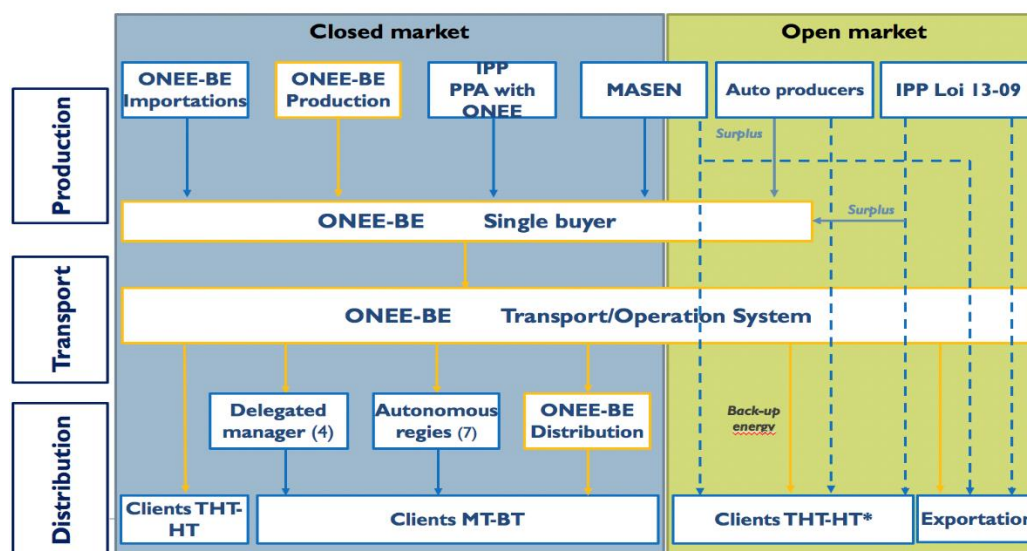 Closed market
Open market
Production
ONEE-BE
Importations
ONEE-BE
Production
IPP
PPA with
ONEE
MASEN
Auto producers
IPP Loi 13-09
Surplus
ONEE-BE Single buyer
Surplus
Transport
ONEE-BE Transport/Operation System
Distribution
Delegated
manager (4)
Autonomous
regies (7)
ONEE-BE
Distribution
Back-up
energy
Clients THT-
HT
Clients MT-BT
Clients THT-HT*
Exportation